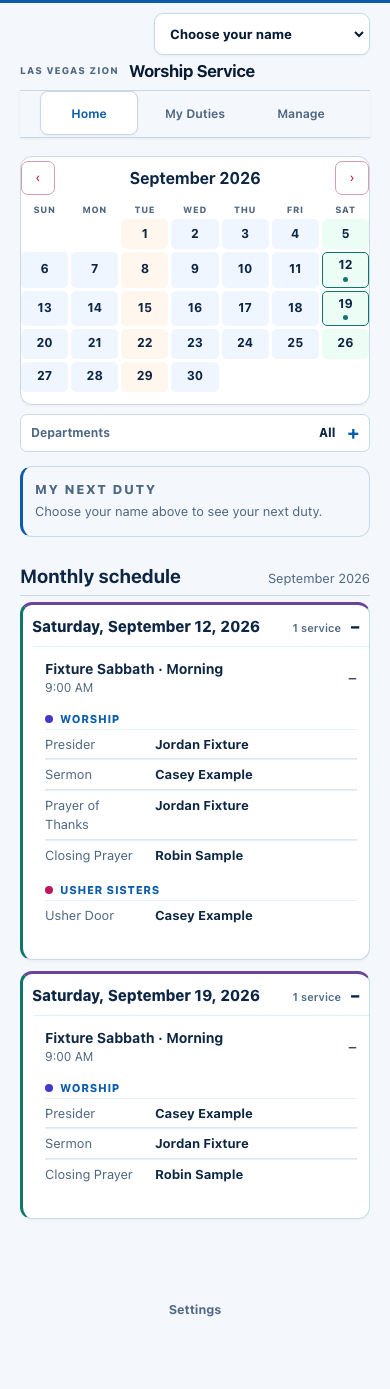 Choose your name
LAS VEGAS ZION Worship Service
Home My Duties Manage
‹ September 2026 ›
SUN MON TUE WED THU FRI SAT
1 2 3 4 5
6 7 8 9 10 11 12
13 14 15 16 17 18 19
20 21 22 23 24 25 26
27 28 29 30
Departments All +
MY NEXT DUTY
Choose your name above to see your next duty.
Monthly schedule September 2026
Saturday, September 12, 2026 1 service −
Fixture Sabbath · Morning
9:00 AM −
WORSHIP
Presider Jordan Fixture
Sermon Casey Example
Prayer of Jordan Fixture
Thanks
Closing Prayer Robin Sample
USHER SISTERS
Usher Door Casey Example
Saturday, September 19, 2026 1 service −
Fixture Sabbath · Morning
9:00 AM −
WORSHIP
Presider Casey Example
Sermon Jordan Fixture
Closing Prayer Robin Sample
Settings